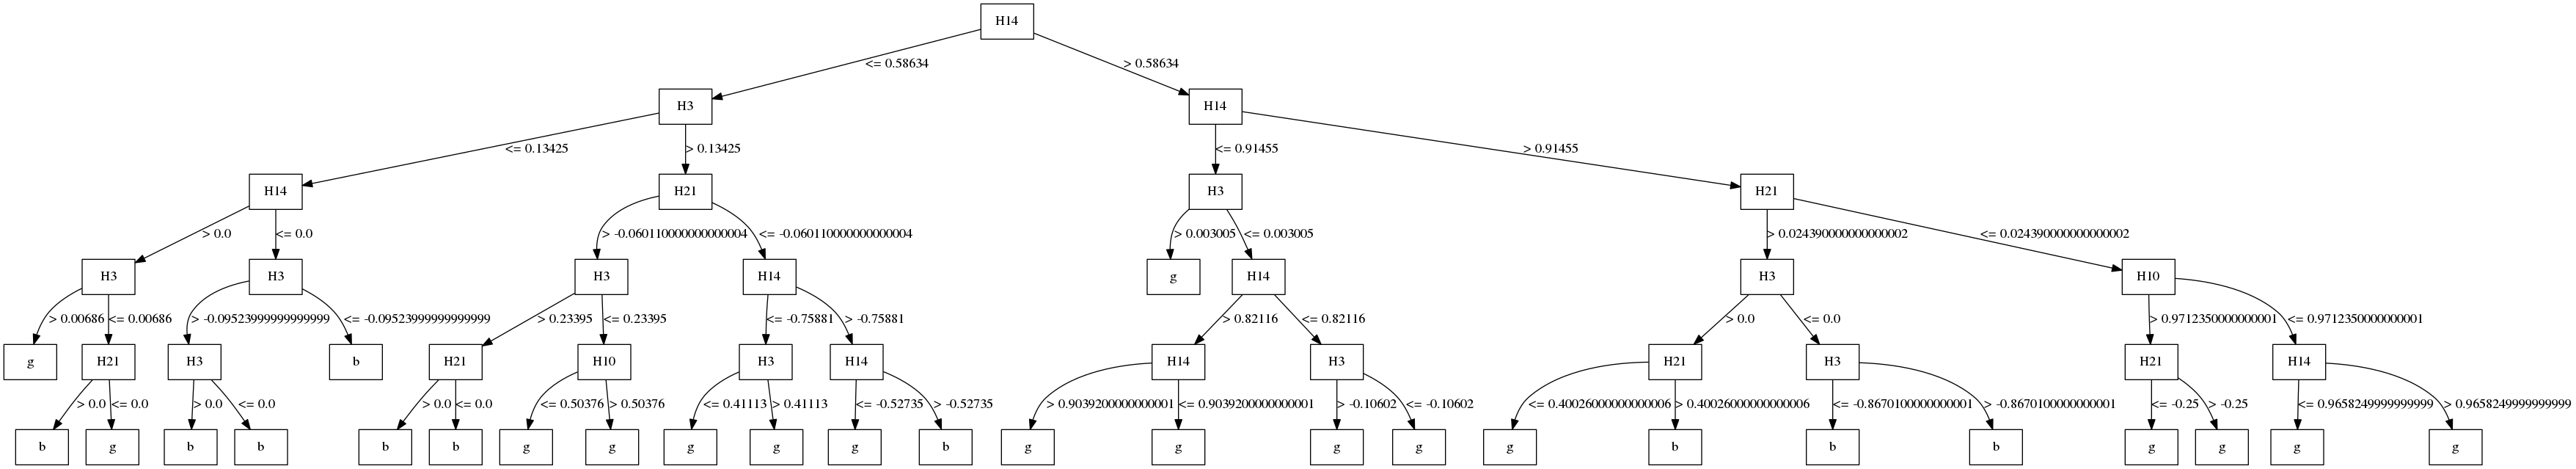 H14
<= 0.58634
> 0.58634
H3
H14
<= 0.13425
> 0.13425
<= 0.91455
> 0.91455
H14
H21
H3
H21
> 0.0
<= 0.0
> -0.060110000000000004
<= -0.060110000000000004
> 0.003005
<= 0.003005
> 0.024390000000000002
<= 0.024390000000000002
H3
H3
H3
H14
g
H14
H3
H10
> 0.00686
<= 0.00686
> -0.09523999999999999
<= -0.09523999999999999
> 0.23395
<= 0.23395
<= -0.75881
> -0.75881
> 0.82116
<= 0.82116
> 0.0
<= 0.0
> 0.9712350000000001
<= 0.9712350000000001
g
H21
H3
b
H21
H10
H3
H14
H14
H3
H21
H3
H21
H14
> 0.0
<= 0.0
> 0.0
<= 0.0
> 0.0
<= 0.0
<= 0.50376
> 0.50376
<= 0.41113
> 0.41113
<= -0.52735
> -0.52735
> 0.9039200000000001
<= 0.9039200000000001
> -0.10602
<= -0.10602
<= 0.40026000000000006
> 0.40026000000000006
<= -0.8670100000000001
> -0.8670100000000001
<= -0.25
> -0.25
<= 0.9658249999999999
> 0.9658249999999999
b
g
b
b
b
b
g
g
g
g
g
b
g
g
g
g
g
b
b
b
g
g
g
g